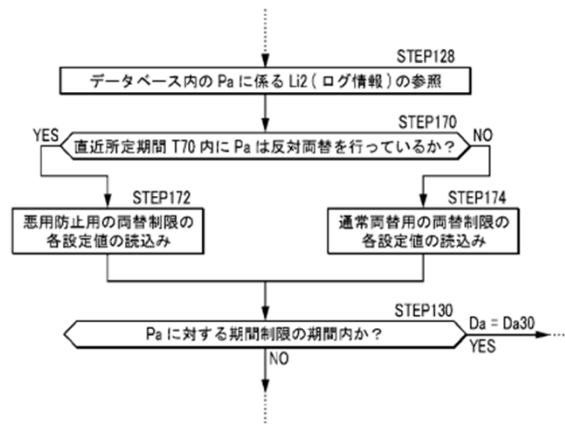 STEP128
データベース内のPaに係るLi2(ログ情報)の参照
STEP170
YES
直近所定期間T70内にPaは反対両替を行っているか?
NO
STEP172
悪用防止用の両替制限の
各設定値の読込み
STEP174
通常両替用の両替制限の
各設定値の読込み
STEP130
Paに対する期間制限の期間内か?
Da = Da30
YES
NO